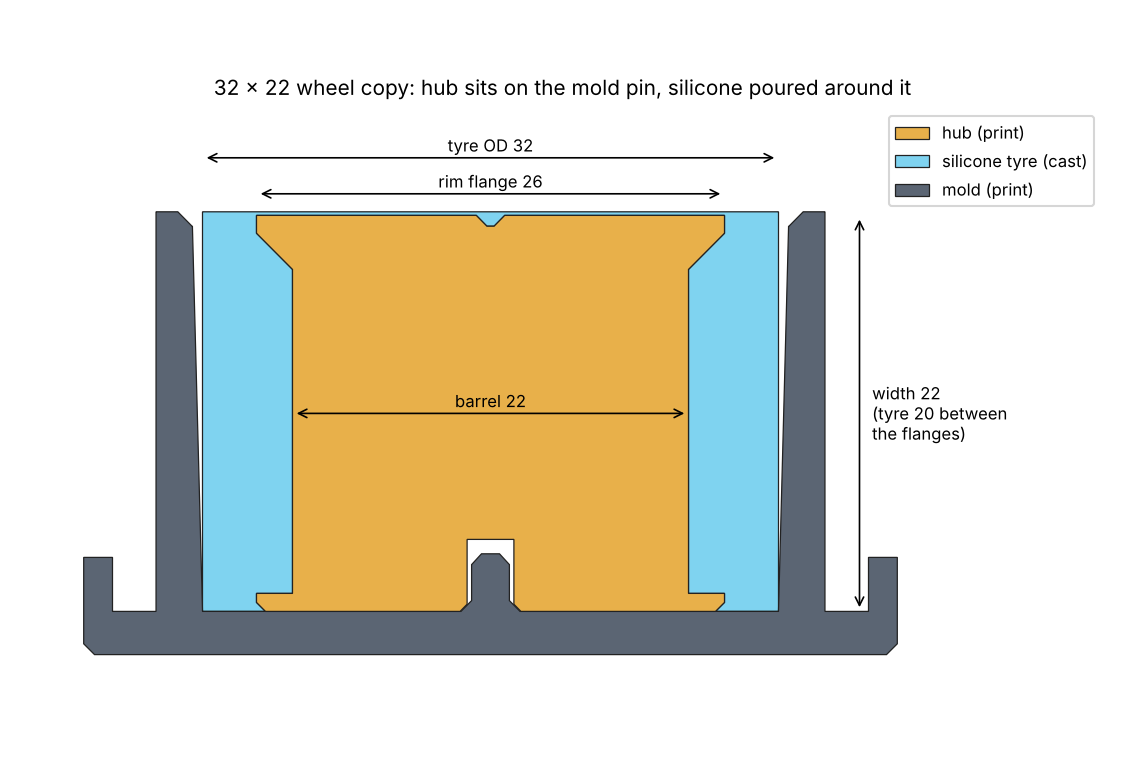 32 × 22 wheel copy: hub sits on the mold pin, silicone poured around it
hub (print)
silicone tyre (cast)
mold (print)
tyre OD 32
rim flange 26
barrel 22
width 22
(tyre 20 between
the flanges)